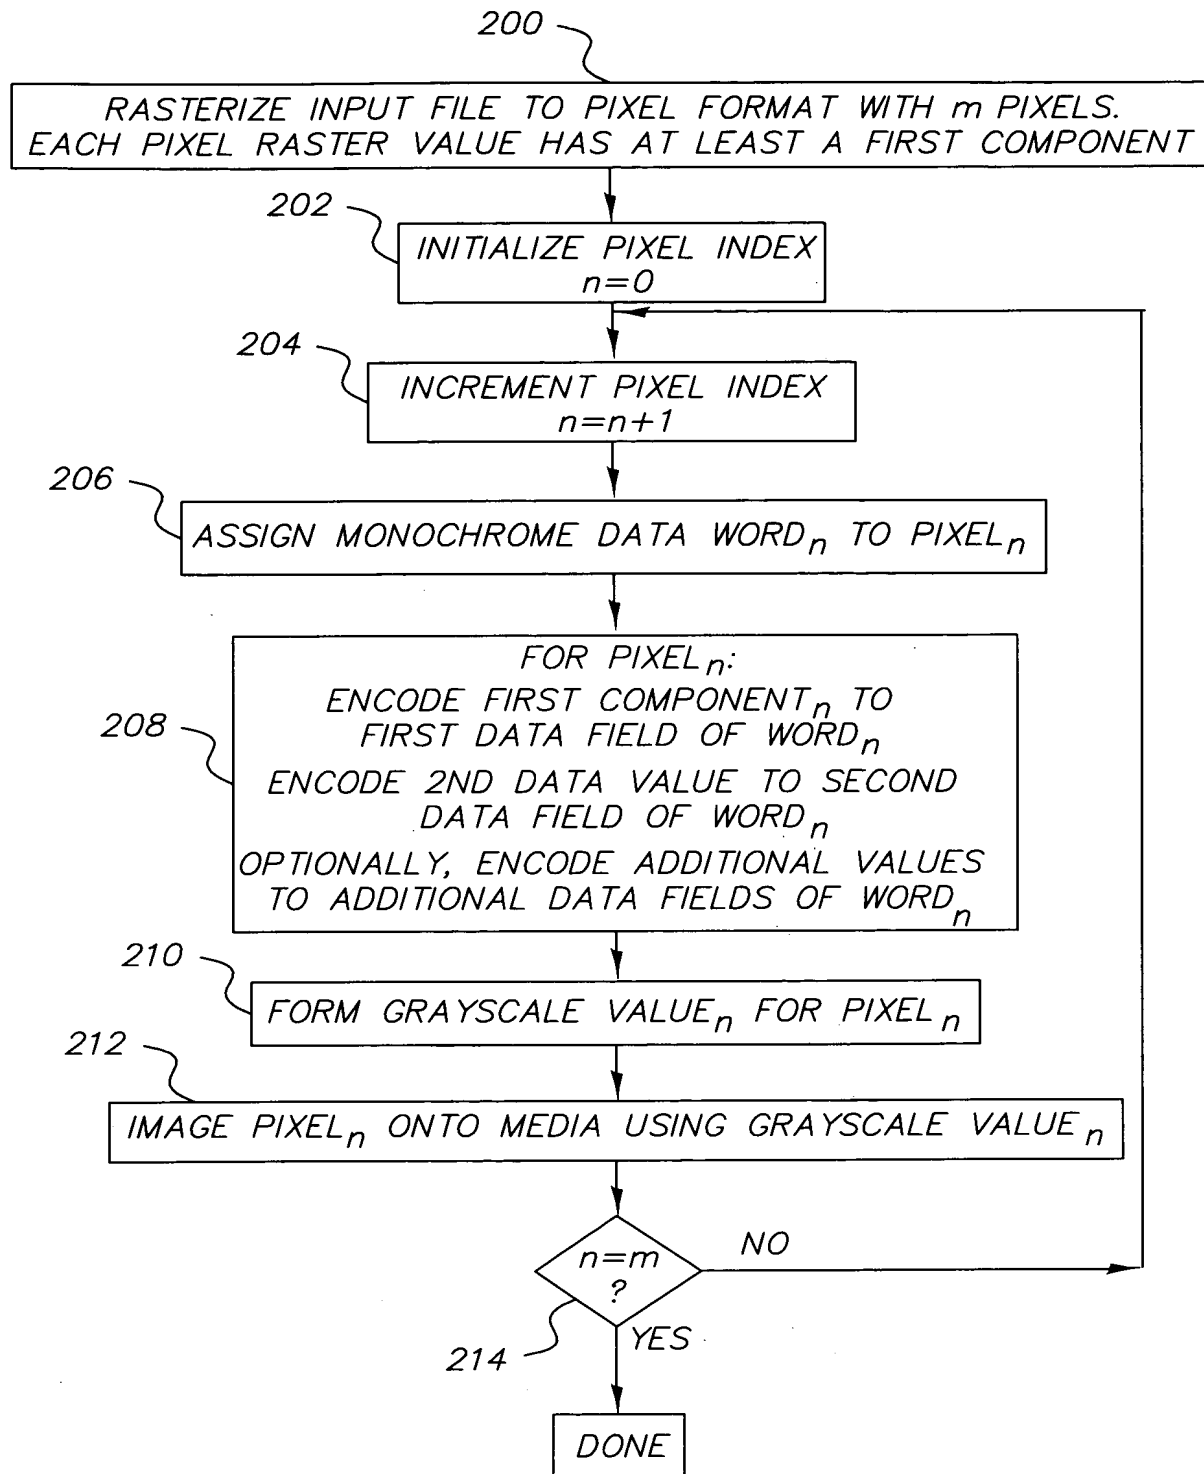 200
RASTERIZE INPUT FILE TO PIXEL FORMAT WITH m PIXELS.
EACH PIXEL RASTER VALUE HAS AT LEAST A FIRST COMPONENT
202
INITIALIZE PIXEL INDEX
n=0
204
INCREMENT PIXEL INDEX
n=n+1
206
ASSIGN MONOCHROME DATA WORDn TO PIXELn
208
FOR PIXELn:
ENCODE FIRST COMPONENTn TO
FIRST DATA FIELD OF WORDn
ENCODE 2ND DATA VALUE TO SECOND
DATA FIELD OF WORDn
OPTIONALLY, ENCODE ADDITIONAL VALUES
TO ADDITIONAL DATA FIELDS OF WORDn
210
FORM GRAYSCALE VALUEn FOR PIXELn
212
IMAGE PIXELn ONTO MEDIA USING GRAYSCALE VALUEn
n=m
?
NO
214
YES
DONE